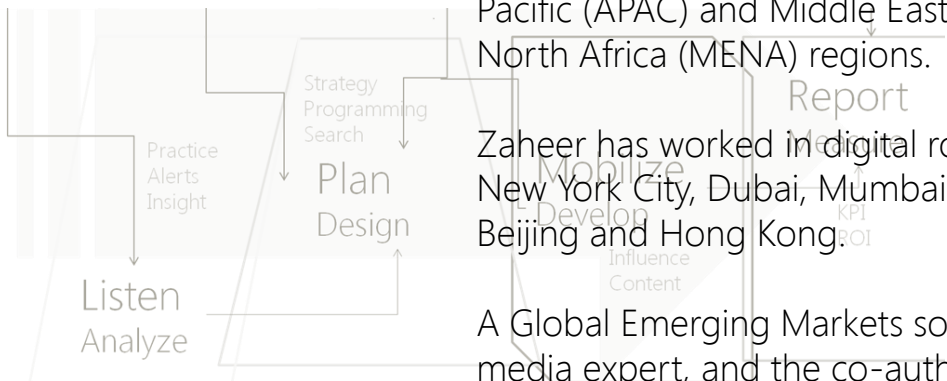 Pacific (APAC) and Middle East
North Africa (MENA) regions.
Zaheer has worked in digital ro
New York City, Dubai, Mumbai
Beijing and Hong Kong.
A Global Emerging Markets so
media expert, and the co-auth
Practice
Alerts
Insight
Listen
Analyze
Strategy
Programming
Search
Plan
Design
Mobilize
Develop
Influence
Content
Report
Measure
KPI
ROI